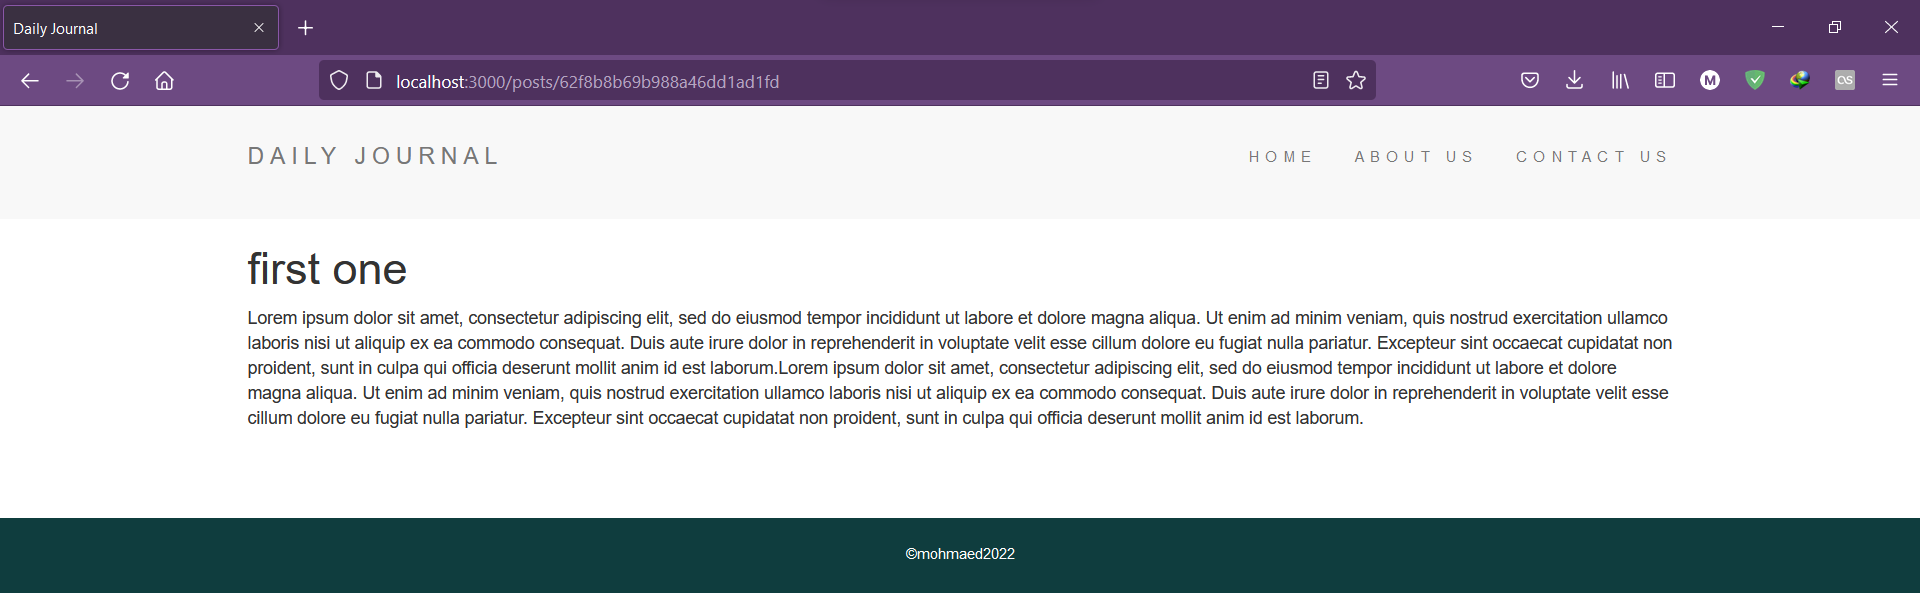 Daily Journal
localhost:3000/posts/62f8b8b69b988a46dd1ad1fd
M
DAILY JOURNAL
HOME ABOUT US CONTACT US
first one
Lorem ipsum dolor sit amet, consectetur adipiscing elit, sed do eiusmod tempor incididunt ut labore et dolore magna aliqua. Ut enim ad minim veniam, quis nostrud exercitation ullamco
laboris nisi ut aliquip ex ea commodo consequat. Duis aute irure dolor in reprehenderit in voluptate velit esse cillum dolore eu fugiat nulla pariatur. Excepteur sint occaecat cupidatat non
proident, sunt in culpa qui officia deserunt mollit anim id est laborum.Lorem ipsum dolor sit amet, consectetur adipiscing elit, sed do eiusmod tempor incididunt ut labore et dolore
magna aliqua. Ut enim ad minim veniam, quis nostrud exercitation ullamco laboris nisi ut aliquip ex ea commodo consequat. Duis aute irure dolor in reprehenderit in voluptate velit esse
cillum dolore eu fugiat nulla pariatur. Excepteur sint occaecat cupidatat non proident, sunt in culpa qui officia deserunt mollit anim id est laborum.
©mohmaed2022